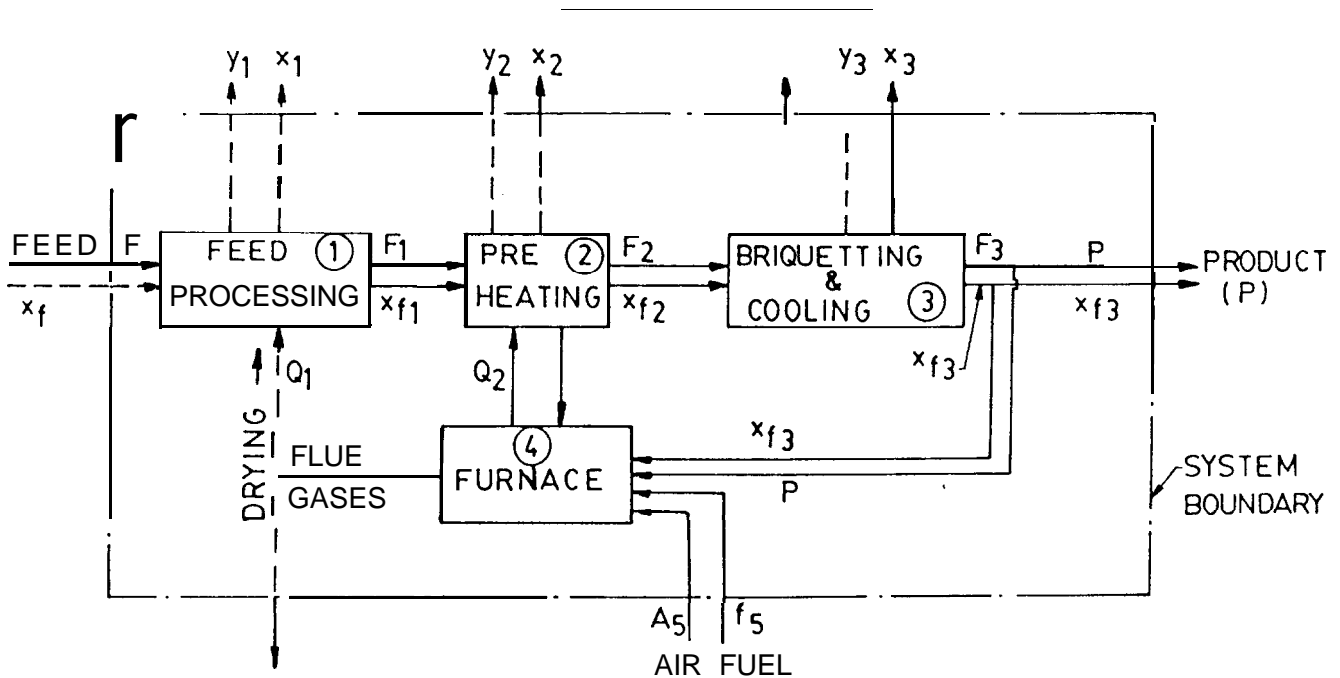 y1 x1 y2 x2 y3 x3
r
FEED F
xf
FEED 1
PROCESSING
F1
xf1
PRE 2
HEATING
F2
xf2
BRIQUETTING
&
COOLING 3
F3
P
xf3
xf3
PRODUCT
(P)
Q1
DRYING
Q2
FLUE
GASES
4
FURNACE
xf3
P
SYSTEM
BOUNDARY
A5 f5
AIR FUEL